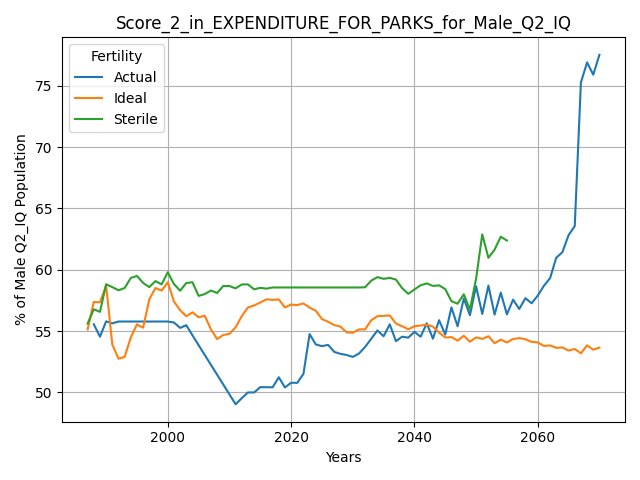 Score_2_in_EXPENDITURE_FOR_PARKS_for_Male_Q2_IQ
Fertility
Actual
Ideal
Sterile
% of Male Q2_IQ Population
75
70
65
60
55
50
2000
2020
2040
2060
Years